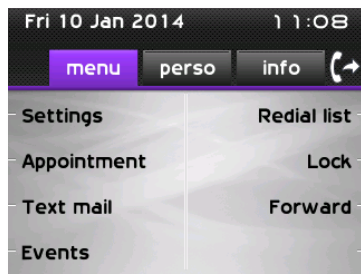 Fri 10 Jan 2014 11:08
menu perso info
Settings Redial list
Appointment Lock
Text mail Forward
Events